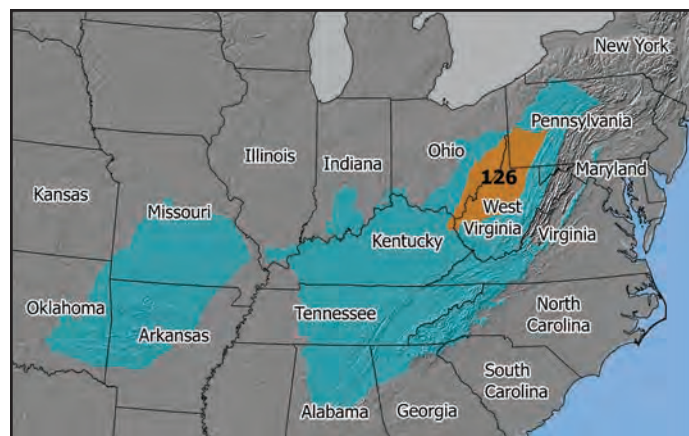 New York
Pennsylvania
Ohio
Illinois
Indiana
Maryland
126
Kansas
West
Virginia
Missouri
Virginia
Kentucky
Oklahoma
Tennessee
North
Carolina
Arkansas
South
Carolina
Alabama
Georgia